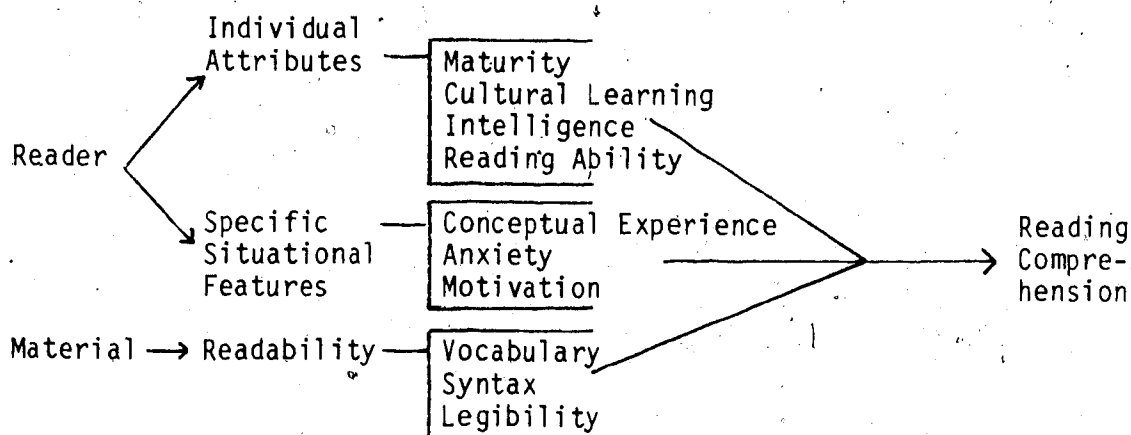 Individual
Attributes
Maturity
Cultural Learning
Intelligence
Reading Ability
Reader
Specific
Situational
Features
Conceptual Experience
Anxiety
Motivation
Reading
Compre-
hension
Material
Readability
Vocabulary
Syntax
Legibility